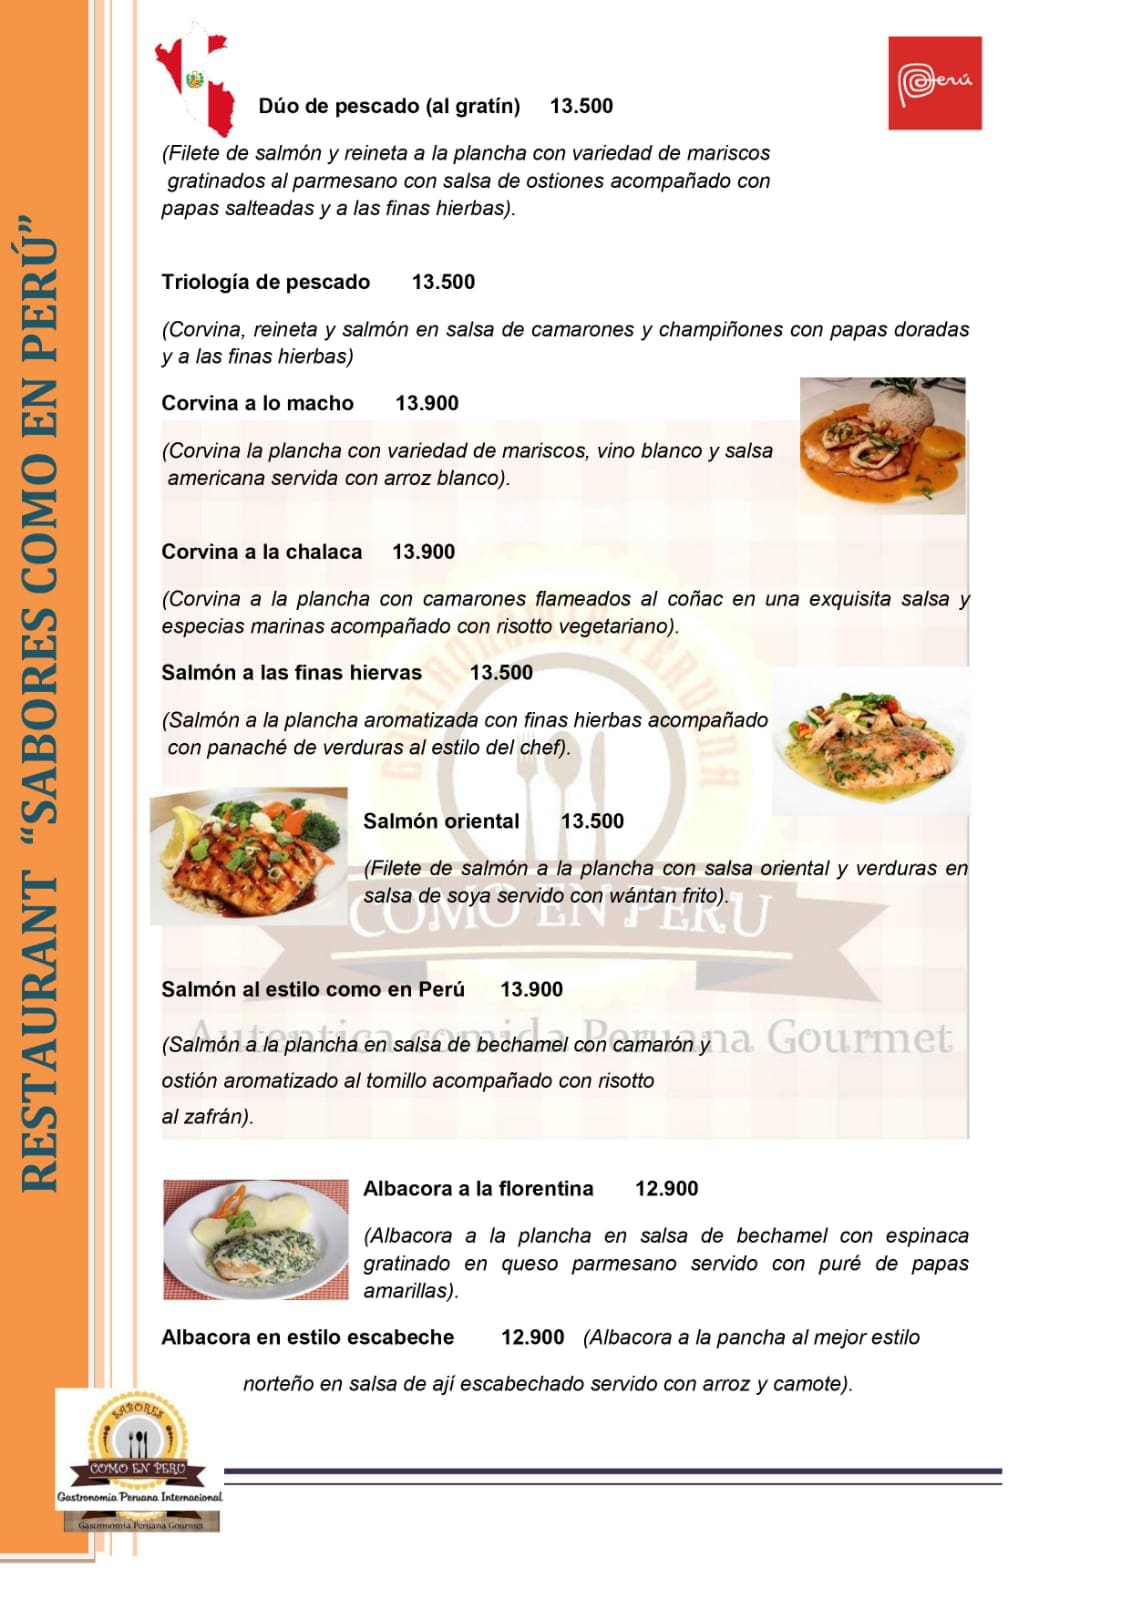 RESTAURANT “SABORES COMO EN PERÚ”
Perú
Dúo de pescado (al gratín) 13.500
(Filete de salmón y reineta a la plancha con variedad de mariscos
gratinados al parmesano con salsa de ostiones acompañado con
papas salteadas y a las finas hierbas).
Triología de pescado 13.500
(Corvina, reineta y salmón en salsa de camarones y champiñones con papas doradas
y a las finas hierbas)
Corvina a lo macho 13.900
(Corvina la plancha con variedad de mariscos, vino blanco y salsa
americana servida con arroz blanco).
Corvina a la chalaca 13.900
(Corvina a la plancha con camarones flameados al coñac en una exquisita salsa y
especias marinas acompañado con risotto vegetariano).
Salmón a las finas hiervas 13.500
(Salmón a la plancha aromatizada con finas hierbas acompañado
con panaché de verduras al estilo del chef).
Salmón oriental 13.500
(Filete de salmón a la plancha con salsa oriental y verduras en
salsa de soya servido con wántan frito).
GASTRONOMIA PERUANA
COMO EN PERU
Salmón al estilo como en Perú 13.900
Autentica comida Peruana Gourmet
(Salmón a la plancha en salsa de bechamel con camarón y
ostión aromatizado al tomillo acompañado con risotto
al zafrán).
Albacora a la florentina 12.900
(Albacora a la plancha en salsa de bechamel con espinaca
gratinado en queso parmesano servido con puré de papas
amarillas).
Albacora en estilo escabeche 12.900 (Albacora a la pancha al mejor estilo
norteño en salsa de ají escabechado servido con arroz y camote).
SABORES
COMO EN PERU
Gastronomía Peruana Internacional
Gastronomía Peruana Gourmet